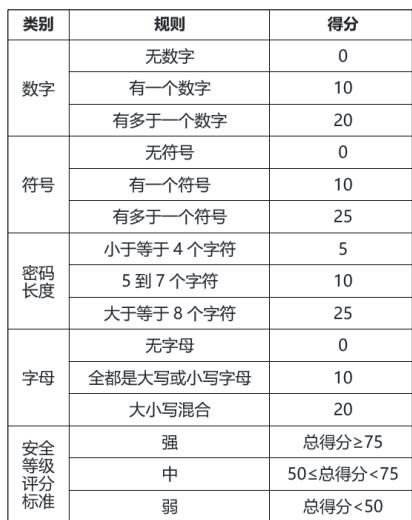 类别 规则 得分
数字 无数字 0
有一个数字 10
有多于一个数字 20
符号 无符号 0
有一个符号 10
有多于一个符号 25
密码长度 小于等于 4 个字符 5
5 到 7 个字符 10
大于等于 8 个字符 25
字母 无字母 0
全都是大写或小写字母 10
大小写混合 20
安全等级评分标准 强 总得分≥75
中 50≤总得分<75
弱 总得分<50